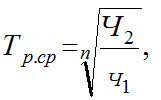 Т р.ср = n√(Ч₂/ч₁),